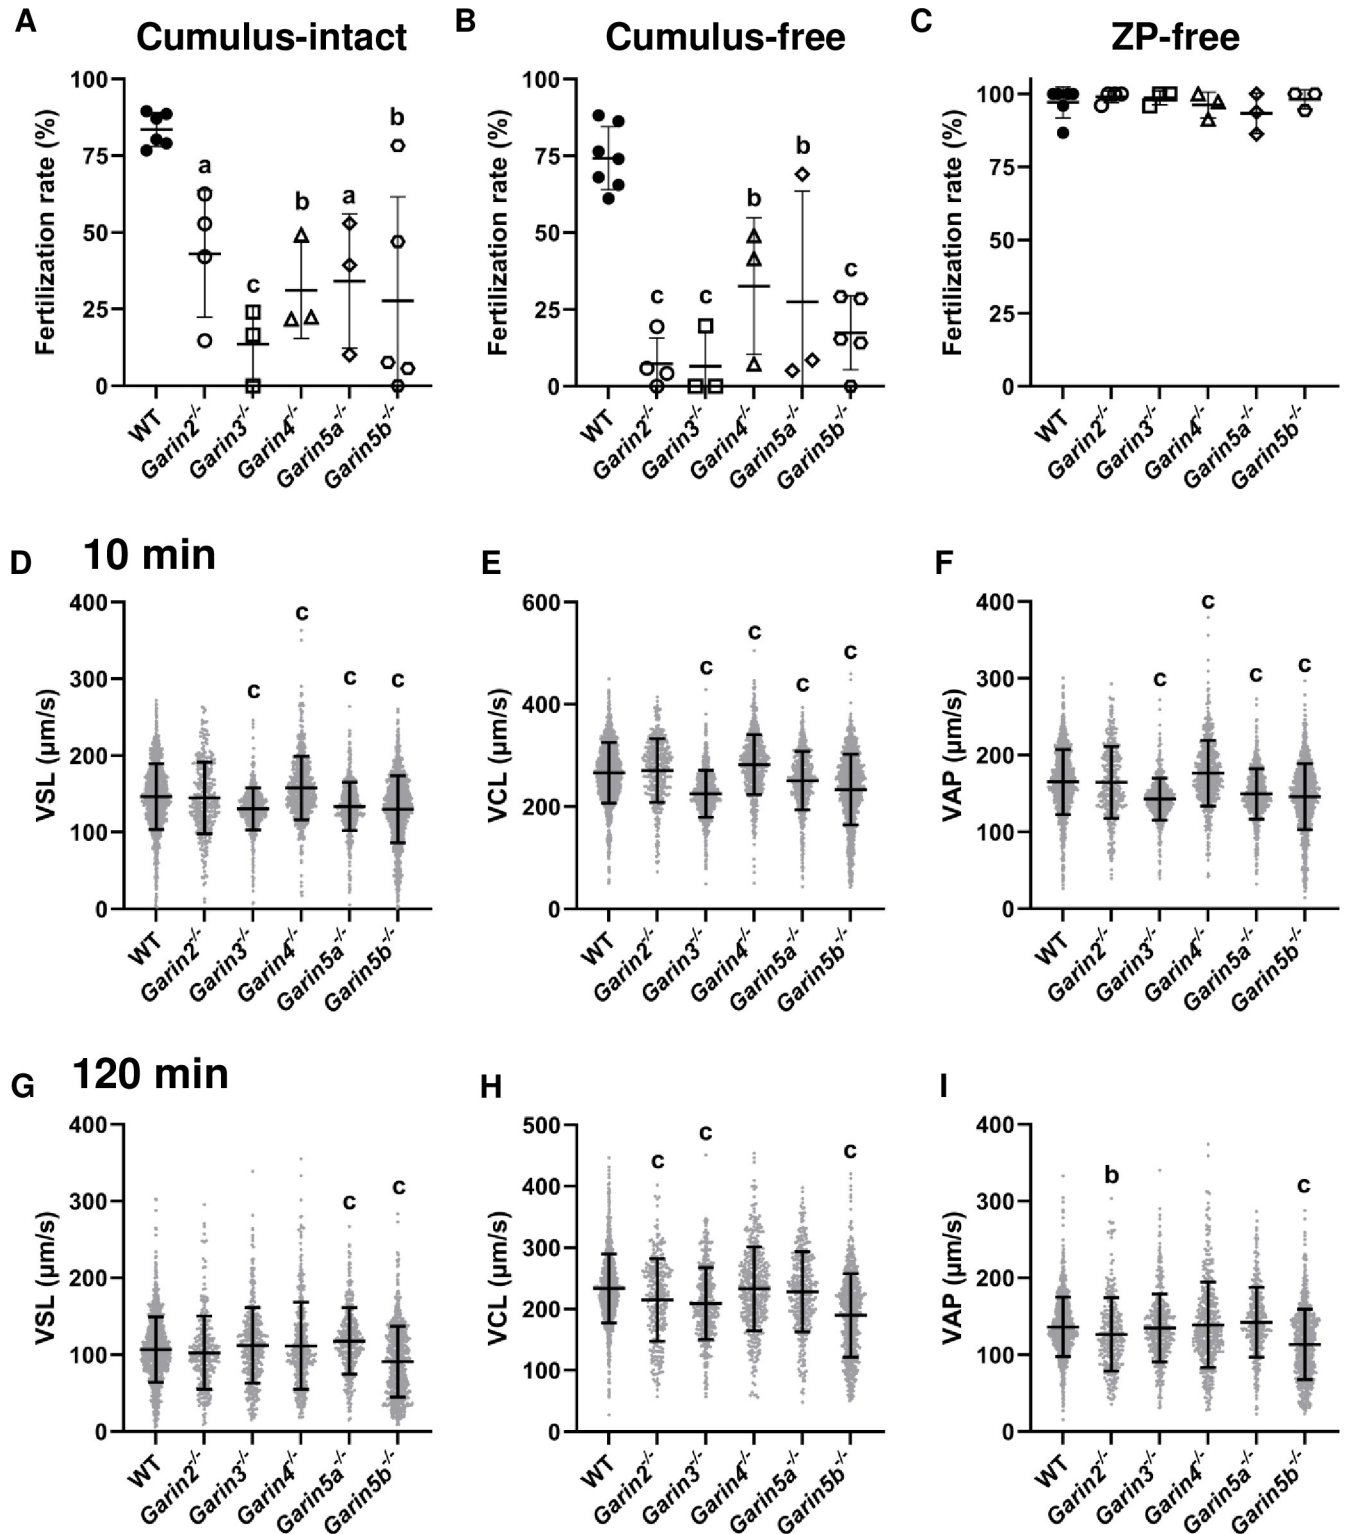 A Cumulus-intact
Fertilization rate (%)
100
75
50
25
0
a
c
b
a
b
WT
Garin2-/-
Garin3-/-
Garin4-/-
Garin5a-/-
Garin5b-/-
B Cumulus-free
Fertilization rate (%)
100
75
50
25
0
c
c
b
b
c
WT
Garin2-/-
Garin3-/-
Garin4-/-
Garin5a-/-
Garin5b-/-
C ZP-free
Fertilization rate (%)
100
75
50
25
0
WT
Garin2-/-
Garin3-/-
Garin4-/-
Garin5a-/-
Garin5b-/-
D 10 min
VSL (µm/s)
400
300
200
100
0
c
c
c
c
WT
Garin2-/-
Garin3-/-
Garin4-/-
Garin5a-/-
Garin5b-/-
E
VCL (µm/s)
600
400
200
0
c
c
c
c
WT
Garin2-/-
Garin3-/-
Garin4-/-
Garin5a-/-
Garin5b-/-
F
VAP (µm/s)
400
300
200
100
0
c
c
c
c
WT
Garin2-/-
Garin3-/-
Garin4-/-
Garin5a-/-
Garin5b-/-
G 120 min
VSL (µm/s)
400
300
200
100
0
c
c
WT
Garin2-/-
Garin3-/-
Garin4-/-
Garin5a-/-
Garin5b-/-
H
VCL (µm/s)
500
400
300
200
100
0
c
c
c
WT
Garin2-/-
Garin3-/-
Garin4-/-
Garin5a-/-
Garin5b-/-
I
VAP (µm/s)
400
300
200
100
0
b
c
WT
Garin2-/-
Garin3-/-
Garin4-/-
Garin5a-/-
Garin5b-/-